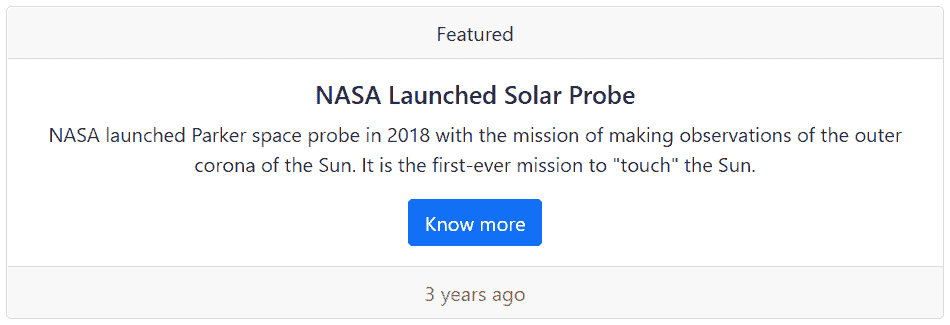 Featured
NASA Launched Solar Probe
NASA launched Parker space probe in 2018 with the mission of making observations of the outer
corona of the Sun. It is the first-ever mission to "touch" the Sun.
Know more
3 years ago